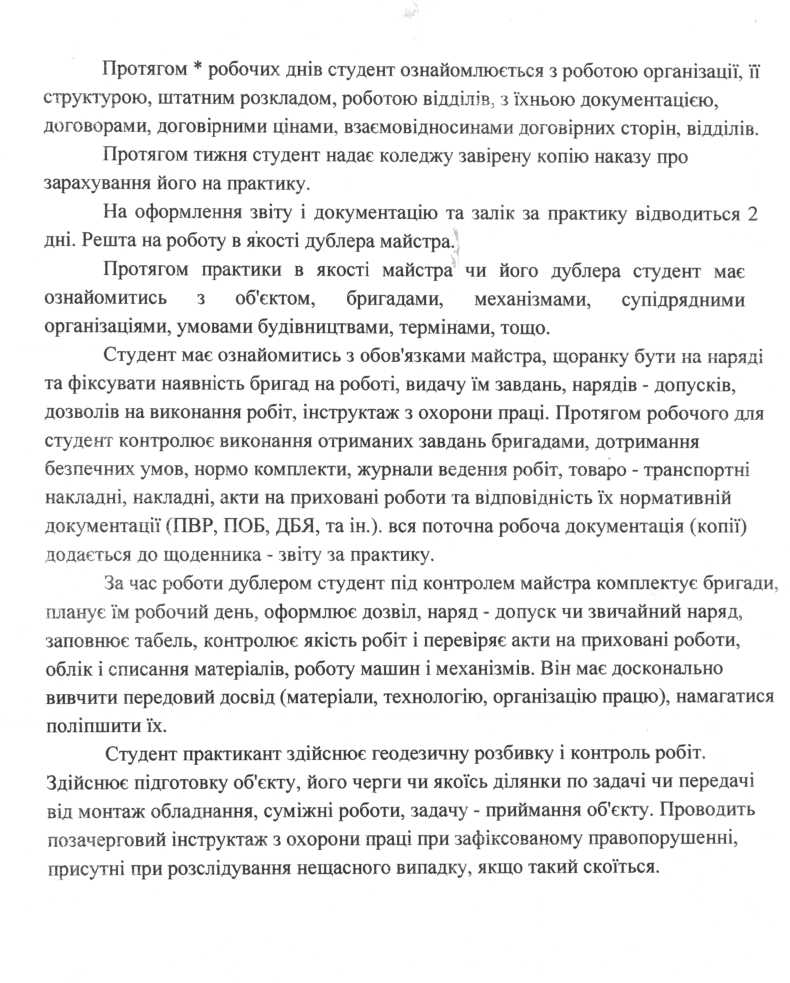 Протягом * робочих днів студент ознайомлюється з роботою організації, її
структурою, штатним розкладом, роботою відділів, з їхньою документацією,
договорами, договірними цінами, взаємовідносинами договірних сторін, відділів.
Протягом тижня студент надає коледжу завірену копію наказу про
зарахування його на практику.
На оформлення звіту і документацію та залік за практику відводиться 2
дні. Решта на роботу в якості дублера майстра.
Протягом практики в якості майстра чи його дублера студент має
ознайомитись з об'єктом, бригадами, механізмами, супідрядними
організаціями, умовами будівництвами, термінами, тощо.
Студент має ознайомитись з обов'язками майстра, щоранку бути на наряді
та фіксувати наявність бригад на роботі, видачу їм завдань, нарядів - допусків,
дозволів на виконання робіт, інструктаж з охорони праці. Протягом робочого для
студент контролює виконання отриманих завдань бригадами, дотримання
безпечних умов, нормо комплекти, журнали ведення робіт, товаро - транспортні
накладні, накладні, акти на приховані роботи та відповідність їх нормативній
документації (ПВР, ПОБ, ДБЯ, та ін.). вся поточна робоча документація (копії)
додається до щоденника - звіту за практику.
За час роботи дублером студент під контролем майстра комплектує бригади,
планує їм робочий день, оформлює дозвіл, наряд - допуск чи звичайний наряд,
заповнює табель, контролює якість робіт і перевіряє акти на приховані роботи,
облік і списання матеріалів, роботу машин і механізмів. Він має досконально
вивчити передовий досвід (матеріали, технологію, організацію працю), намагатися
поліпшити їх.
Студент практикант здійснює геодезичну розбивку і контроль робіт.
Здійснює підготовку об'єкту, його черги чи якоїсь ділянки по задачі чи передачі
від монтаж обладнання, суміжні роботи, задачу - приймання об'єкту. Проводить
позачерговий інструктаж з охорони праці при зафіксованому правопорушенні,
присутні при розслідування нещасного випадку, якщо такий скоїться.